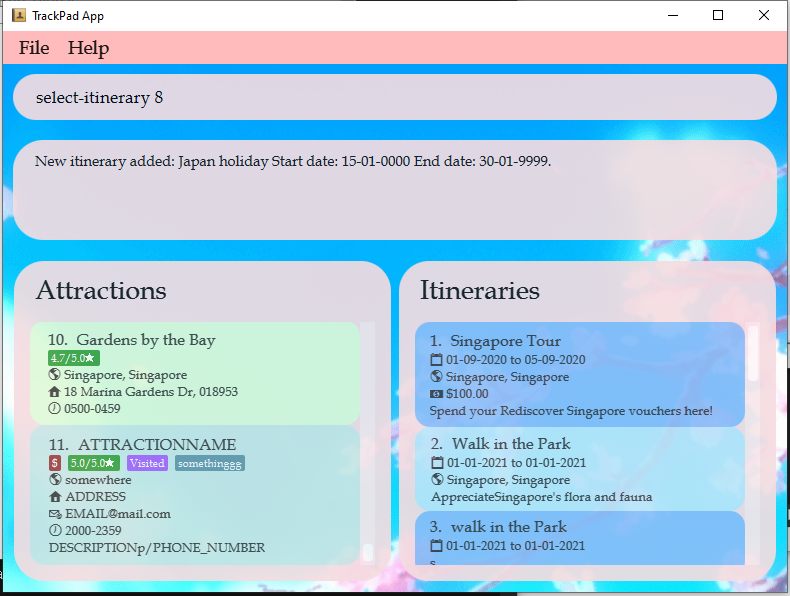 TrackPad App
File Help
select-itinerary 8
New itinerary added: Japan holiday Start date: 15-01-0000 End date: 30-01-9999.
Attractions
10. Gardens by the Bay
4.7/5.0★
Singapore, Singapore
18 Marina Gardens Dr, 018953
0500-0459
11. ATTRACTIONNAME
$ 5.0/5.0★ Visited somethinggg
somewhere
ADDRESS
EMAIL@mail.com
2000-2359
DESCRIPTIONp/PHONE_NUMBER
Itineraries
1. Singapore Tour
01-09-2020 to 05-09-2020
Singapore, Singapore
$100.00
Spend your Rediscover Singapore vouchers here!
2. Walk in the Park
01-01-2021 to 01-01-2021
Singapore, Singapore
AppreciateSingapore's flora and fauna
3. walk in the Park
01-01-2021 to 01-01-2021